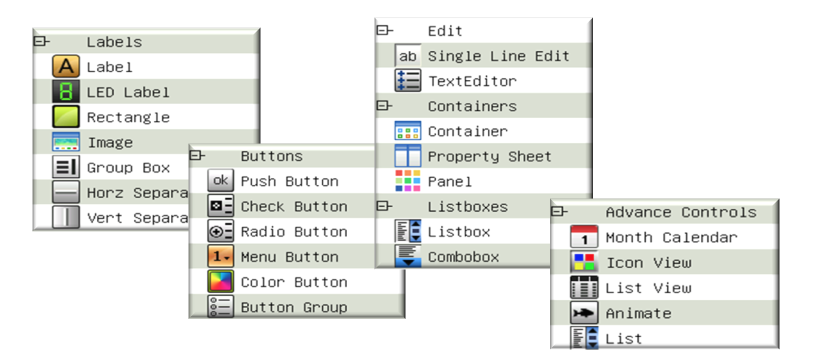 Labels
A Label
8 LED Label
Rectangle
Image
Group Box
Horz Separa
Vert Separa
Buttons
ok Push Button
Check Button
Radio Button
1 Menu Button
Color Button
Button Group
Edit
ab Single Line Edit
TextEditor
Containers
Container
Property Sheet
Panel
Listboxes
Listbox
Combobox
Advance Controls
1 Month Calendar
Icon View
List View
Animate
List